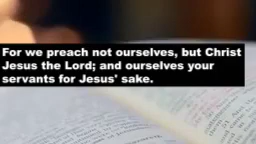 For we preach not ourselves, but Christ
Jesus the Lord; and ourselves your
servants for Jesus' sake.